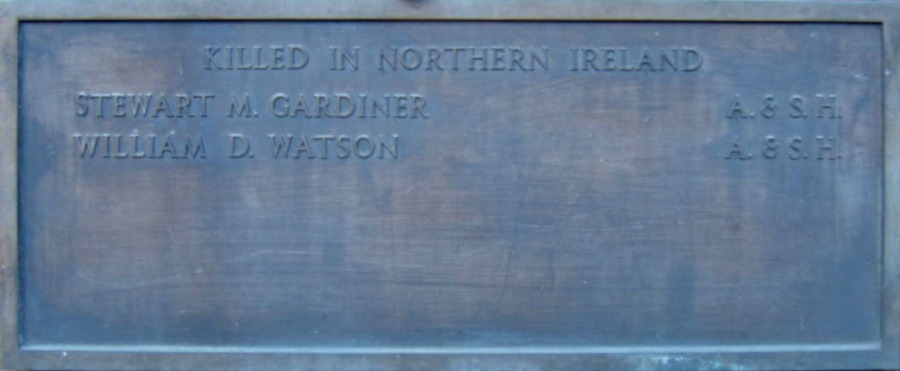 KILLED IN NORTHERN IRELAND
STEWART M. GARDINER A. & S. H.
WILLIAM D. WATSON A. & S. H.